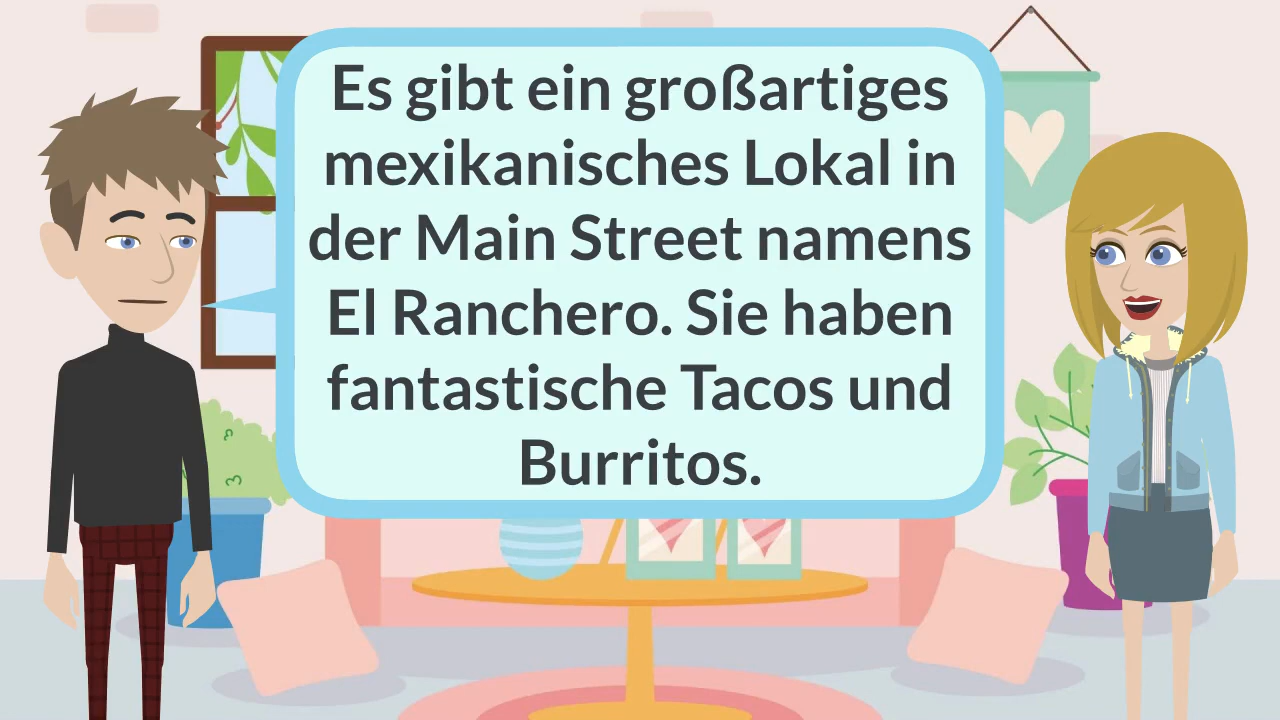 Es gibt ein großartiges
mexikanisches Lokal in
der Main Street namens
El Ranchero. Sie haben
fantastische Tacos und
Burritos.